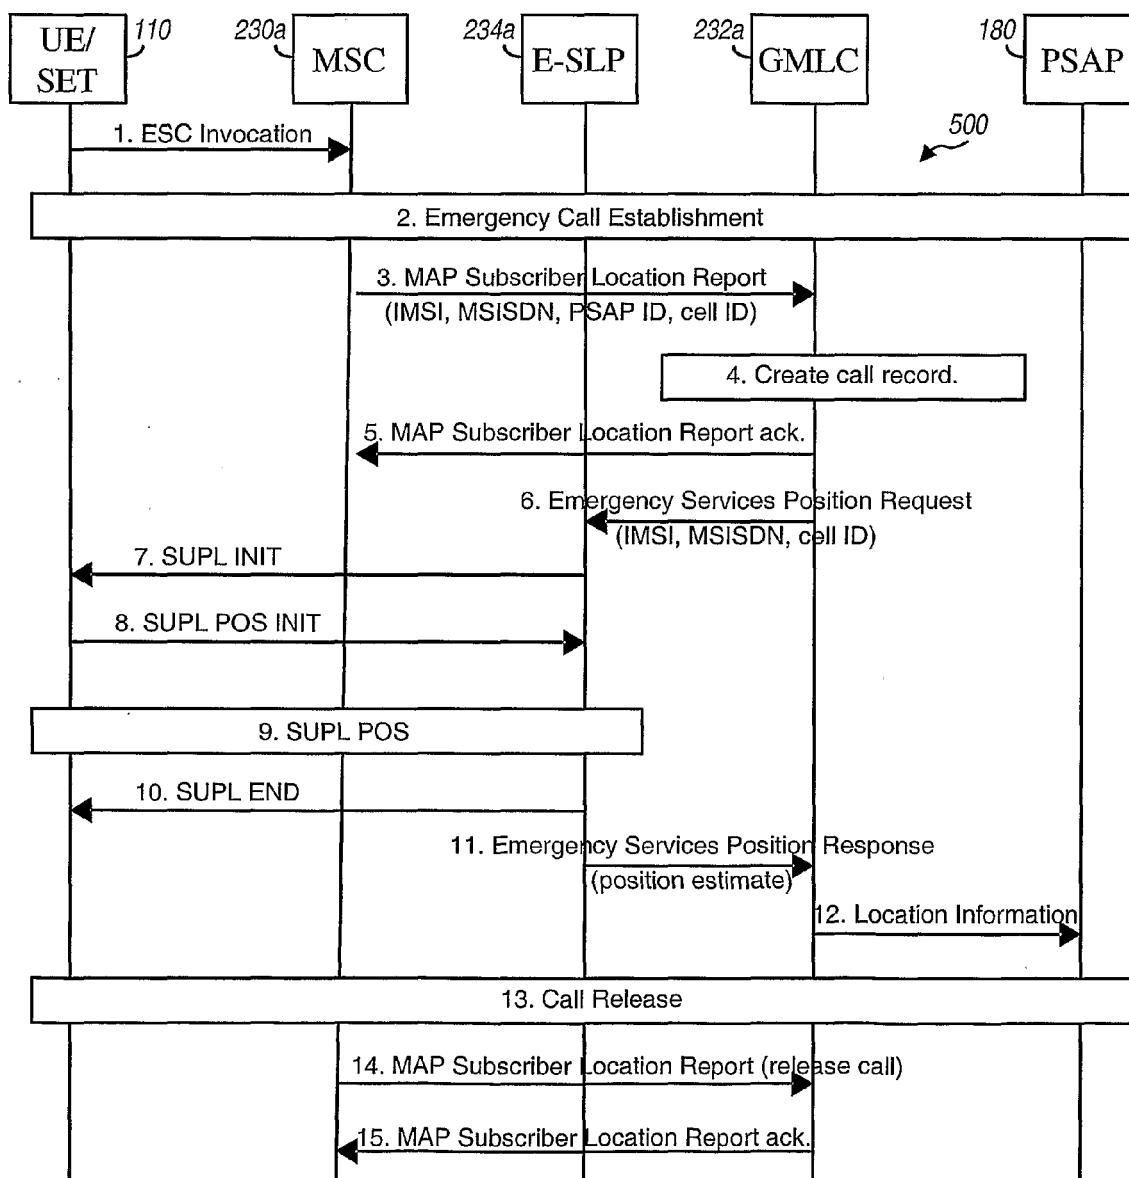 UE/
SET
110
230a
MSC
234a
E-SLP
232a
GMLC
180
PSAP
1. ESC Invocation
500
2. Emergency Call Establishment
3. MAP Subscriber Location Report
(IMSI, MSISDN, PSAP ID, cell ID)
4. Create call record.
5. MAP Subscriber Location Report ack.
6. Emergency Services Position Request
(IMSI, MSISDN, cell ID)
7. SUPL INIT
8. SUPL POS INIT
9. SUPL POS
10. SUPL END
11. Emergency Services Position Response
(position estimate)
12. Location Information
13. Call Release
14. MAP Subscriber Location Report (release call)
15. MAP Subscriber Location Report ack.